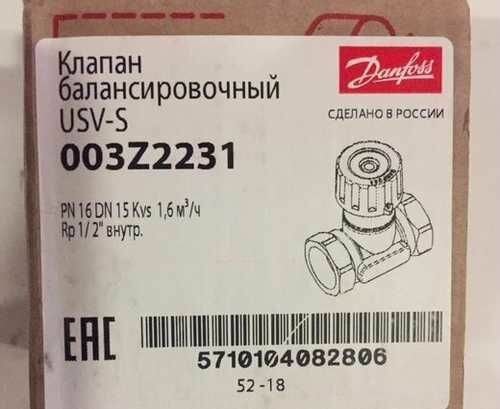 Клапан
балансировочный
USV-S
003Z2231
PN 16 DN 15 Kvs 1,6 м³/ч
Rp 1/2" внутр.
Danfoss
СДЕЛАНО В РОССИИ
EAC
5710104082806
52-18